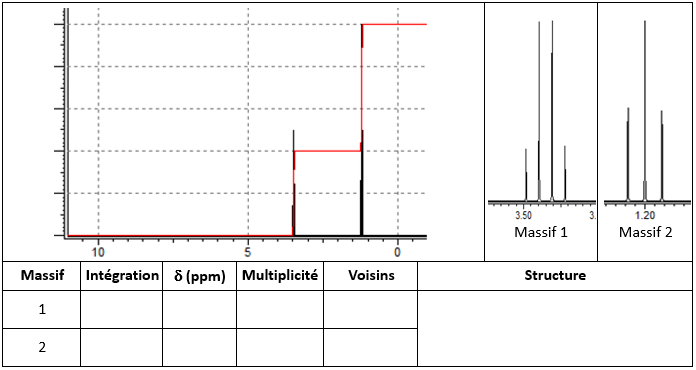 10 5 0
3.50 3.
1.20
Massif 1 Massif 2
Massif Intégration δ (ppm) Multiplicité Voisins Structure
1
2